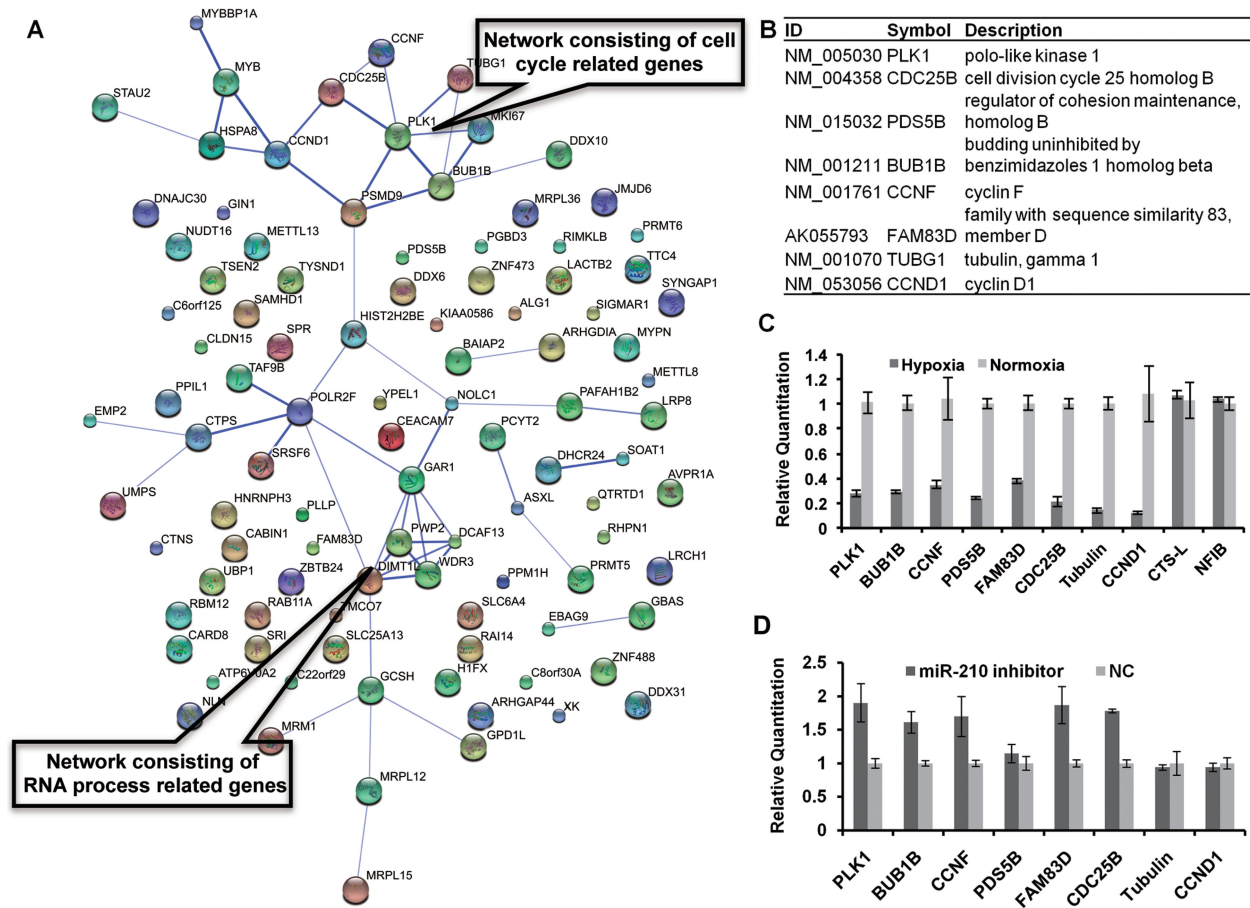 A
MYBBP1A
CCNF
Network consisting of cell
cycle related genes
TUBG1
MYB
CDC25B
STAU2
PLK1
MKI67
HSPA8
CCND1
DDX10
BUB1B
PSMD9
JMJD6
DNAJC30
GIN1
MRPL36
NUDT16
METTL13
PRMT6
PDS5B
PGBD3
RIMKLB
TTC4
TSEN2
TYSND1
ZNF473
LACTB2
DDX6
SYNGAP1
C6orf125
SAMHD1
ALG1
SIGMAR1
HIST2H2BE
KIAA0586
CLDN15
SPR
ARHGDIA
MYPN
BAIAP2
TAF9B
METTL8
PPIL1
YPEL1
NOLC1
PAFAH1B2
POLR2F
LRP8
EMP2
CTPS
CEACAM7
PCYT2
SRSF6
DHCR24
SOAT1
GAR1
AVPR1A
UMPS
HNRNPH3
QTRTD1
ASXL
PLLP
PWP2
DCAF13
RHPN1
CTNS
CABIN1
FAM83D
DIMT1L
WDR3
LRCH1
UBP1
ZBTB24
PPM1H
PRMT5
RBM12
RAB11A
TMCO7
SLC6A4
GBAS
EBAG9
CARD8
SRI
SLC25A13
RAI14
ATP6V0A2
C22orf29
GCSH
H1FX
C8orf30A
ZNF488
NLN
ARHGAP44
XK
DDX31
MRM1
GPD1L
Network consisting of
RNA process related genes
MRPL12
MRPL15
B
ID Symbol Description
NM_005030 PLK1 polo-like kinase 1
NM_004358 CDC25B cell division cycle 25 homolog B
regulator of cohesion maintenance,
NM_015032 PDS5B homolog B
budding uninhibited by
NM_001211 BUB1B benzimidazoles 1 homolog beta
NM_001761 CCNF cyclin F
family with sequence similarity 83,
AK055793 FAM83D member D
NM_001070 TUBG1 tubulin, gamma 1
NM_053056 CCND1 cyclin D1
C
Relative Quantitation
1.4
1.2
1
0.8
0.6
0.4
0.2
0
Hypoxia Normoxia
PLK1 BUB1B CCNF PDS5B FAM83D CDC25B Tubulin CCND1 CTS-L NFIB
D
Relative Quantitation
2.5
2
1.5
1
0.5
0
miR-210 inhibitor NC
PLK1 BUB1B CCNF PDS5B FAM83D CDC25B Tubulin CCND1